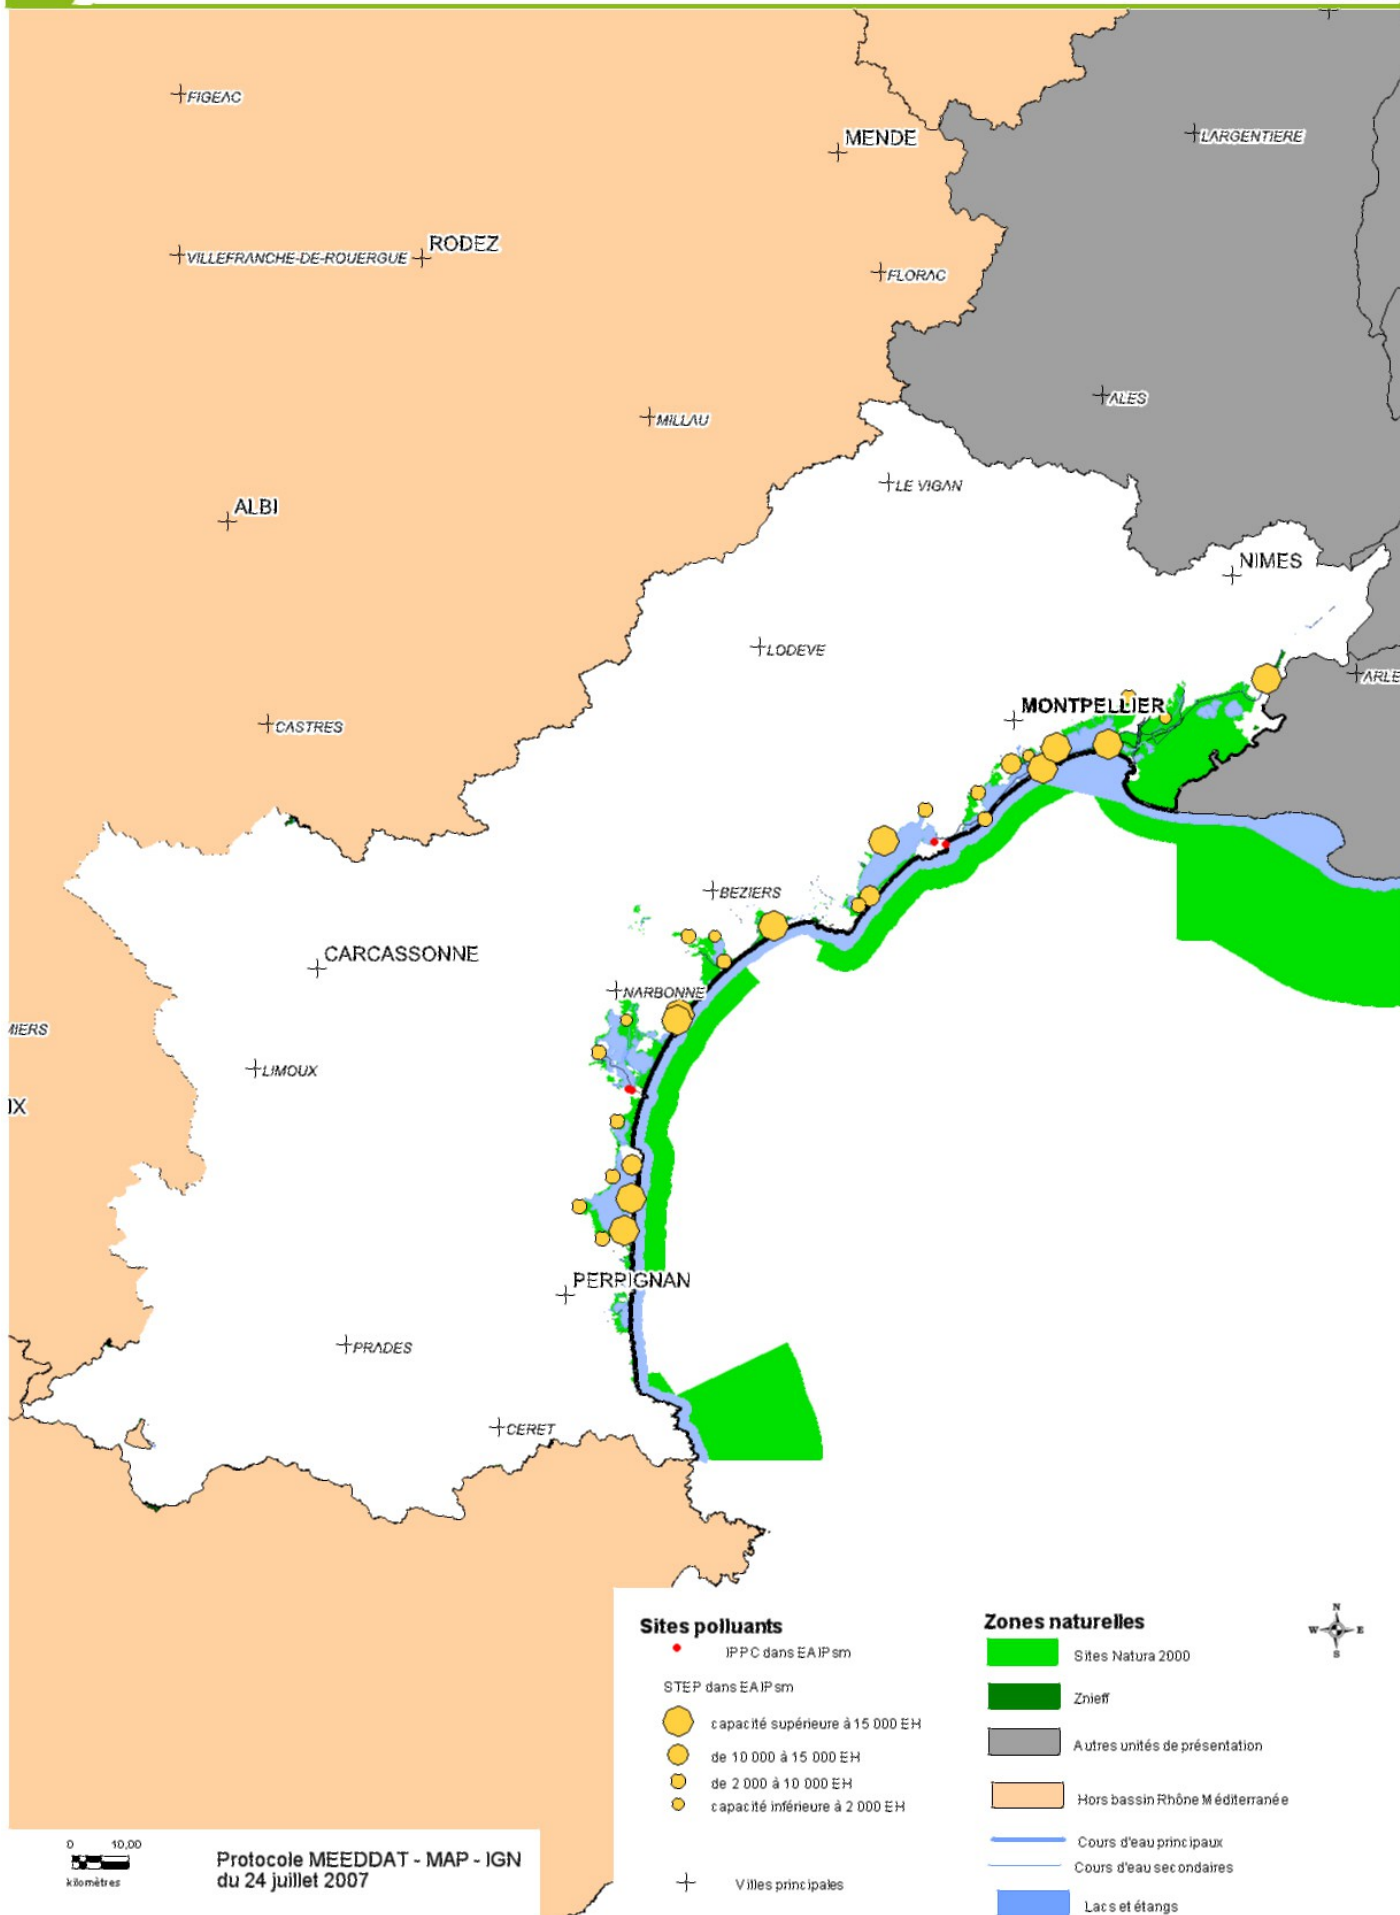 FIGEAC
MENDE
LARGENTIERE
RODEZ
VILLEFRANCHE-DE-ROUERGUE
FLORAC
ALES
MILLAU
LE VIGAN
ALBI
NIMES
LODEVE
ARLE
MONTPELLIER
CASTRES
BEZIERS
CARCASSONNE
NARBONNE
MIERS
LIMOUX
IX
PERPIGNAN
PRADES
CERET
Sites polluants
IPPC dans EAIPsm
STEP dans EAIPsm
capacité supérieure à 15 000 EH
de 10 000 à 15 000 EH
de 2 000 à 10 000 EH
capacité inférieure à 2 000 EH
Villes principales
Zones naturelles
Sites Natura 2000
Znieff
Autres unités de présentation
Hors bassin Rhône Méditerranée
Cours d'eau principaux
Cours d'eau secondaires
Lacs et étangs
N
W E
S
0 10,00
kilomètres
Protocole MEEDDAT - MAP - IGN
du 24 juillet 2007